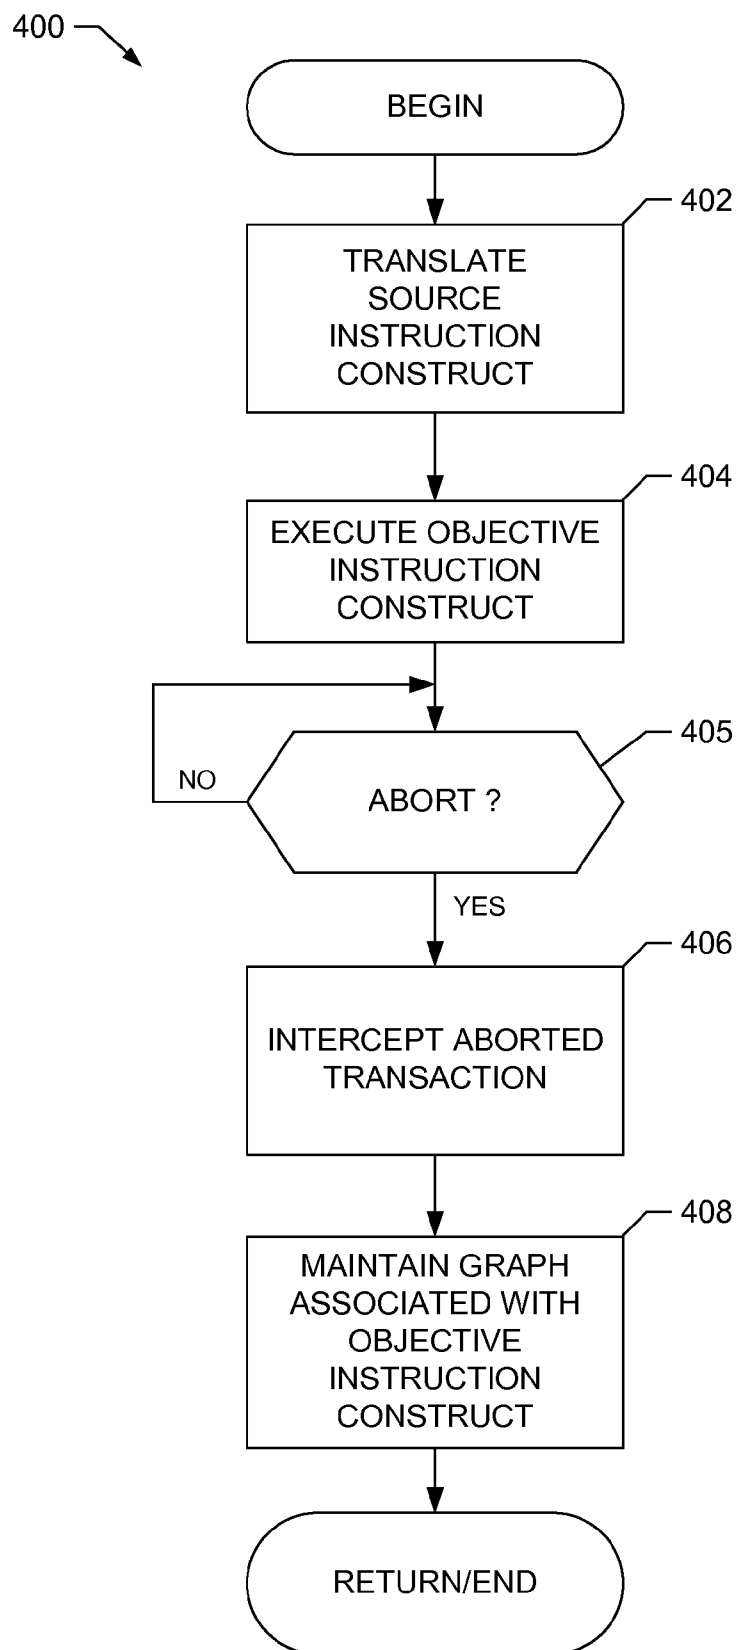 400
BEGIN
402
TRANSLATE
SOURCE
INSTRUCTION
CONSTRUCT
404
EXECUTE OBJECTIVE
INSTRUCTION
CONSTRUCT
405
NO
ABORT ?
YES
406
INTERCEPT ABORTED
TRANSACTION
408
MAINTAIN GRAPH
ASSOCIATED WITH
OBJECTIVE
INSTRUCTION
CONSTRUCT
RETURN/END